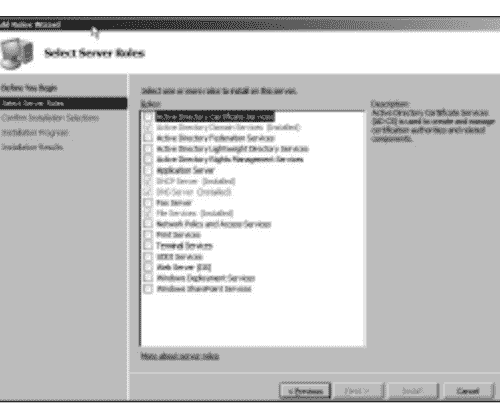 Add Roles Wizard
Select Server Roles
Before You Begin
Server Roles
Confirm Installation Selections
Installation Progress
Installation Results
Select one or more roles to install on this server.
Roles:
Active Directory Certificate Services
Active Directory Domain Services (Installed)
Active Directory Federation Services
Active Directory Lightweight Directory Services
Active Directory Rights Management Services
Application Server
DHCP Server (Installed)
DNS Server (Installed)
Fax Server
File Services (Installed)
Network Policy and Access Services
Print Services
Terminal Services
UDDI Services
Web Server (IIS)
Windows Deployment Services
Windows SharePoint Services
More about server roles
Description:
Active Directory Certificate Services
(AD CS) is used to create and manage
certification authorities and related
components.
< Previous
Next >
Install
Cancel